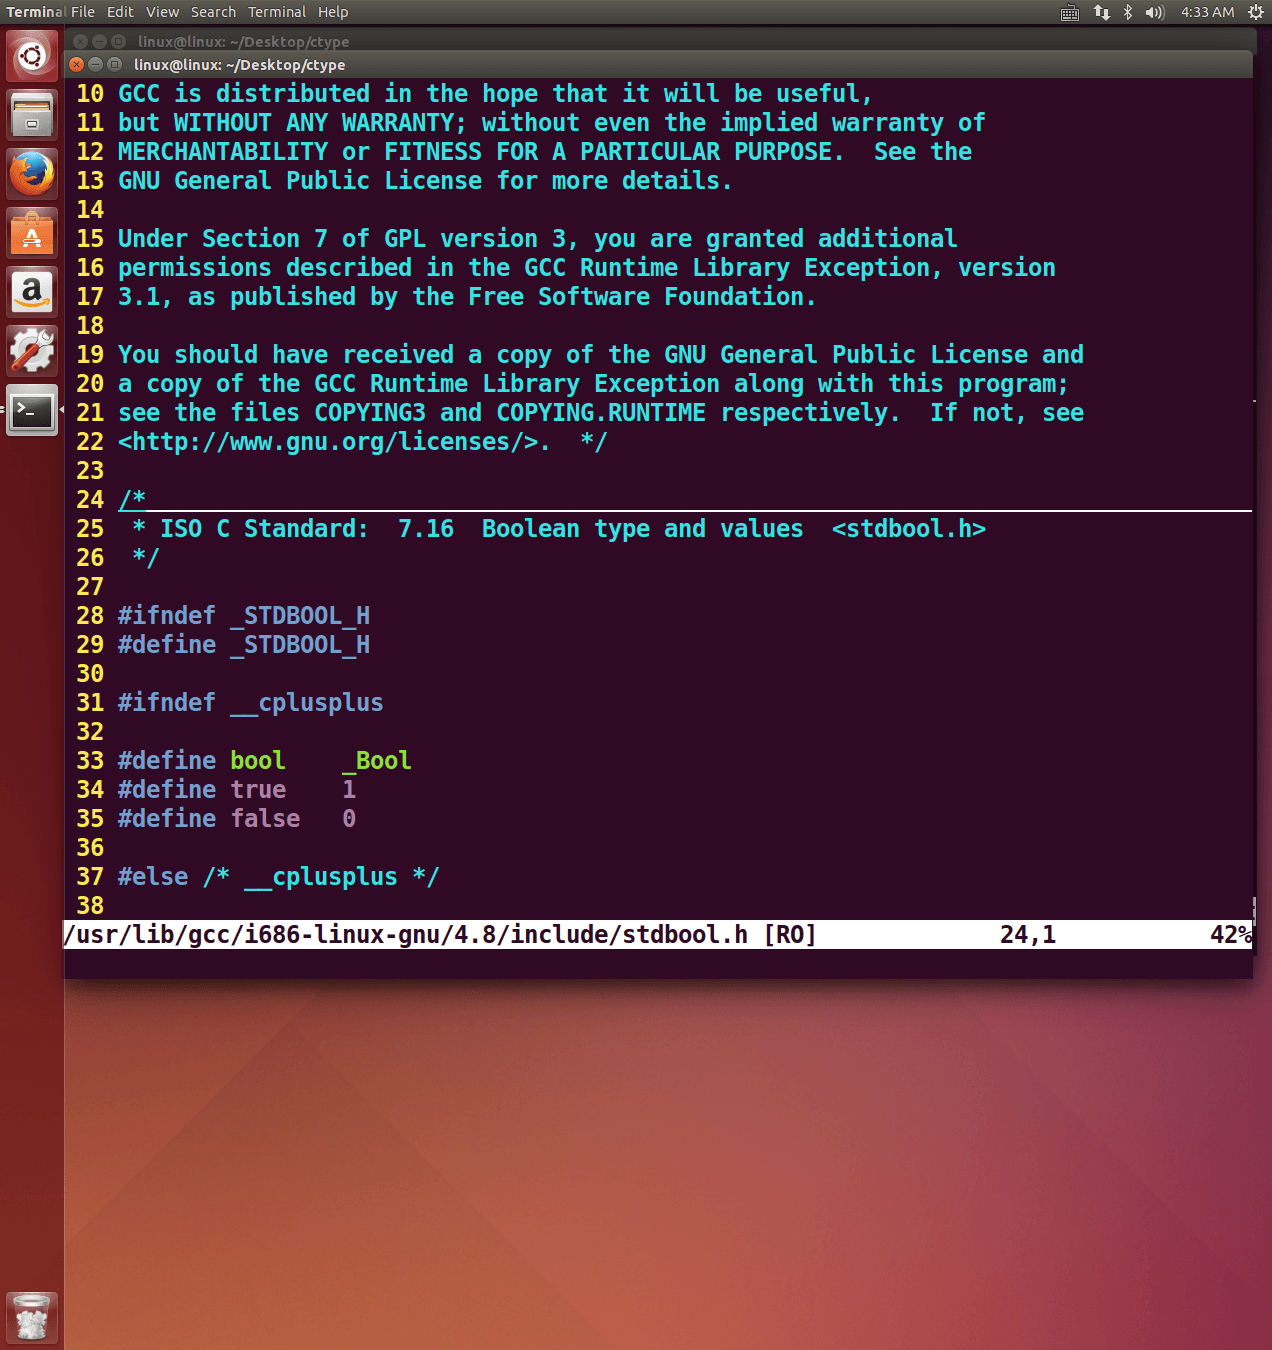 Terminal File Edit View Search Terminal Help 4:33 AM
linux@linux: ~/Desktop/ctype
linux@linux: ~/Desktop/ctype
10 GCC is distributed in the hope that it will be useful,
11 but WITHOUT ANY WARRANTY; without even the implied warranty of
12 MERCHANTABILITY or FITNESS FOR A PARTICULAR PURPOSE.  See the
13 GNU General Public License for more details.
14
15 Under Section 7 of GPL version 3, you are granted additional
16 permissions described in the GCC Runtime Library Exception, version
17 3.1, as published by the Free Software Foundation.
18
19 You should have received a copy of the GNU General Public License and
20 a copy of the GCC Runtime Library Exception along with this program;
21 see the files COPYING3 and COPYING.RUNTIME respectively.  If not, see
22 <http://www.gnu.org/licenses/>.  */
23
24 /*
25  * ISO C Standard:  7.16  Boolean type and values  <stdbool.h>
26  */
27
28 #ifndef _STDBOOL_H
29 #define _STDBOOL_H
30
31 #ifndef __cplusplus
32
33 #define bool    _Bool
34 #define true    1
35 #define false   0
36
37 #else /* __cplusplus */
38
/usr/lib/gcc/i686-linux-gnu/4.8/include/stdbool.h [RO]             24,1           42%